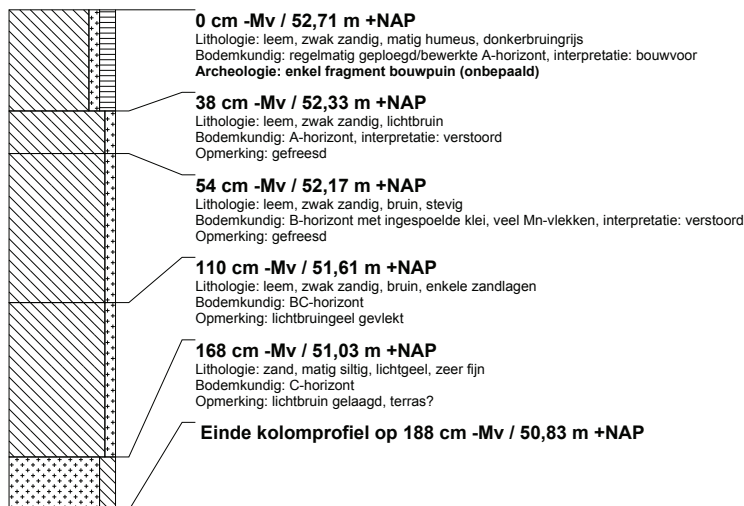 0 cm -Mv / 52,71 m +NAP
Lithologie: leem, zwak zandig, matig humeus, donkerbruingrijs
Bodemkundig: regelmatig geploegd/bewerkte A-horizont, interpretatie: bouwvoor
Archeologie: enkel fragment bouwpuin (onbepaald)
38 cm -Mv / 52,33 m +NAP
Lithologie: leem, zwak zandig, lichtbruin
Bodemkundig: A-horizont, interpretatie: verstoord
Opmerking: gefreesd
54 cm -Mv / 52,17 m +NAP
Lithologie: leem, zwak zandig, bruin, stevig
Bodemkundig: B-horizont met ingespoelde klei, veel Mn-vlekken, interpretatie: verstoord
Opmerking: gefreesd
110 cm -Mv / 51,61 m +NAP
Lithologie: leem, zwak zandig, bruin, enkele zandlagen
Bodemkundig: BC-horizont
Opmerking: lichtbruingeel gevlekt
168 cm -Mv / 51,03 m +NAP
Lithologie: zand, matig siltig, lichtgeel, zeer fijn
Bodemkundig: C-horizont
Opmerking: lichtbruin gelaagd, terras?
Einde kolomprofiel op 188 cm -Mv / 50,83 m +NAP